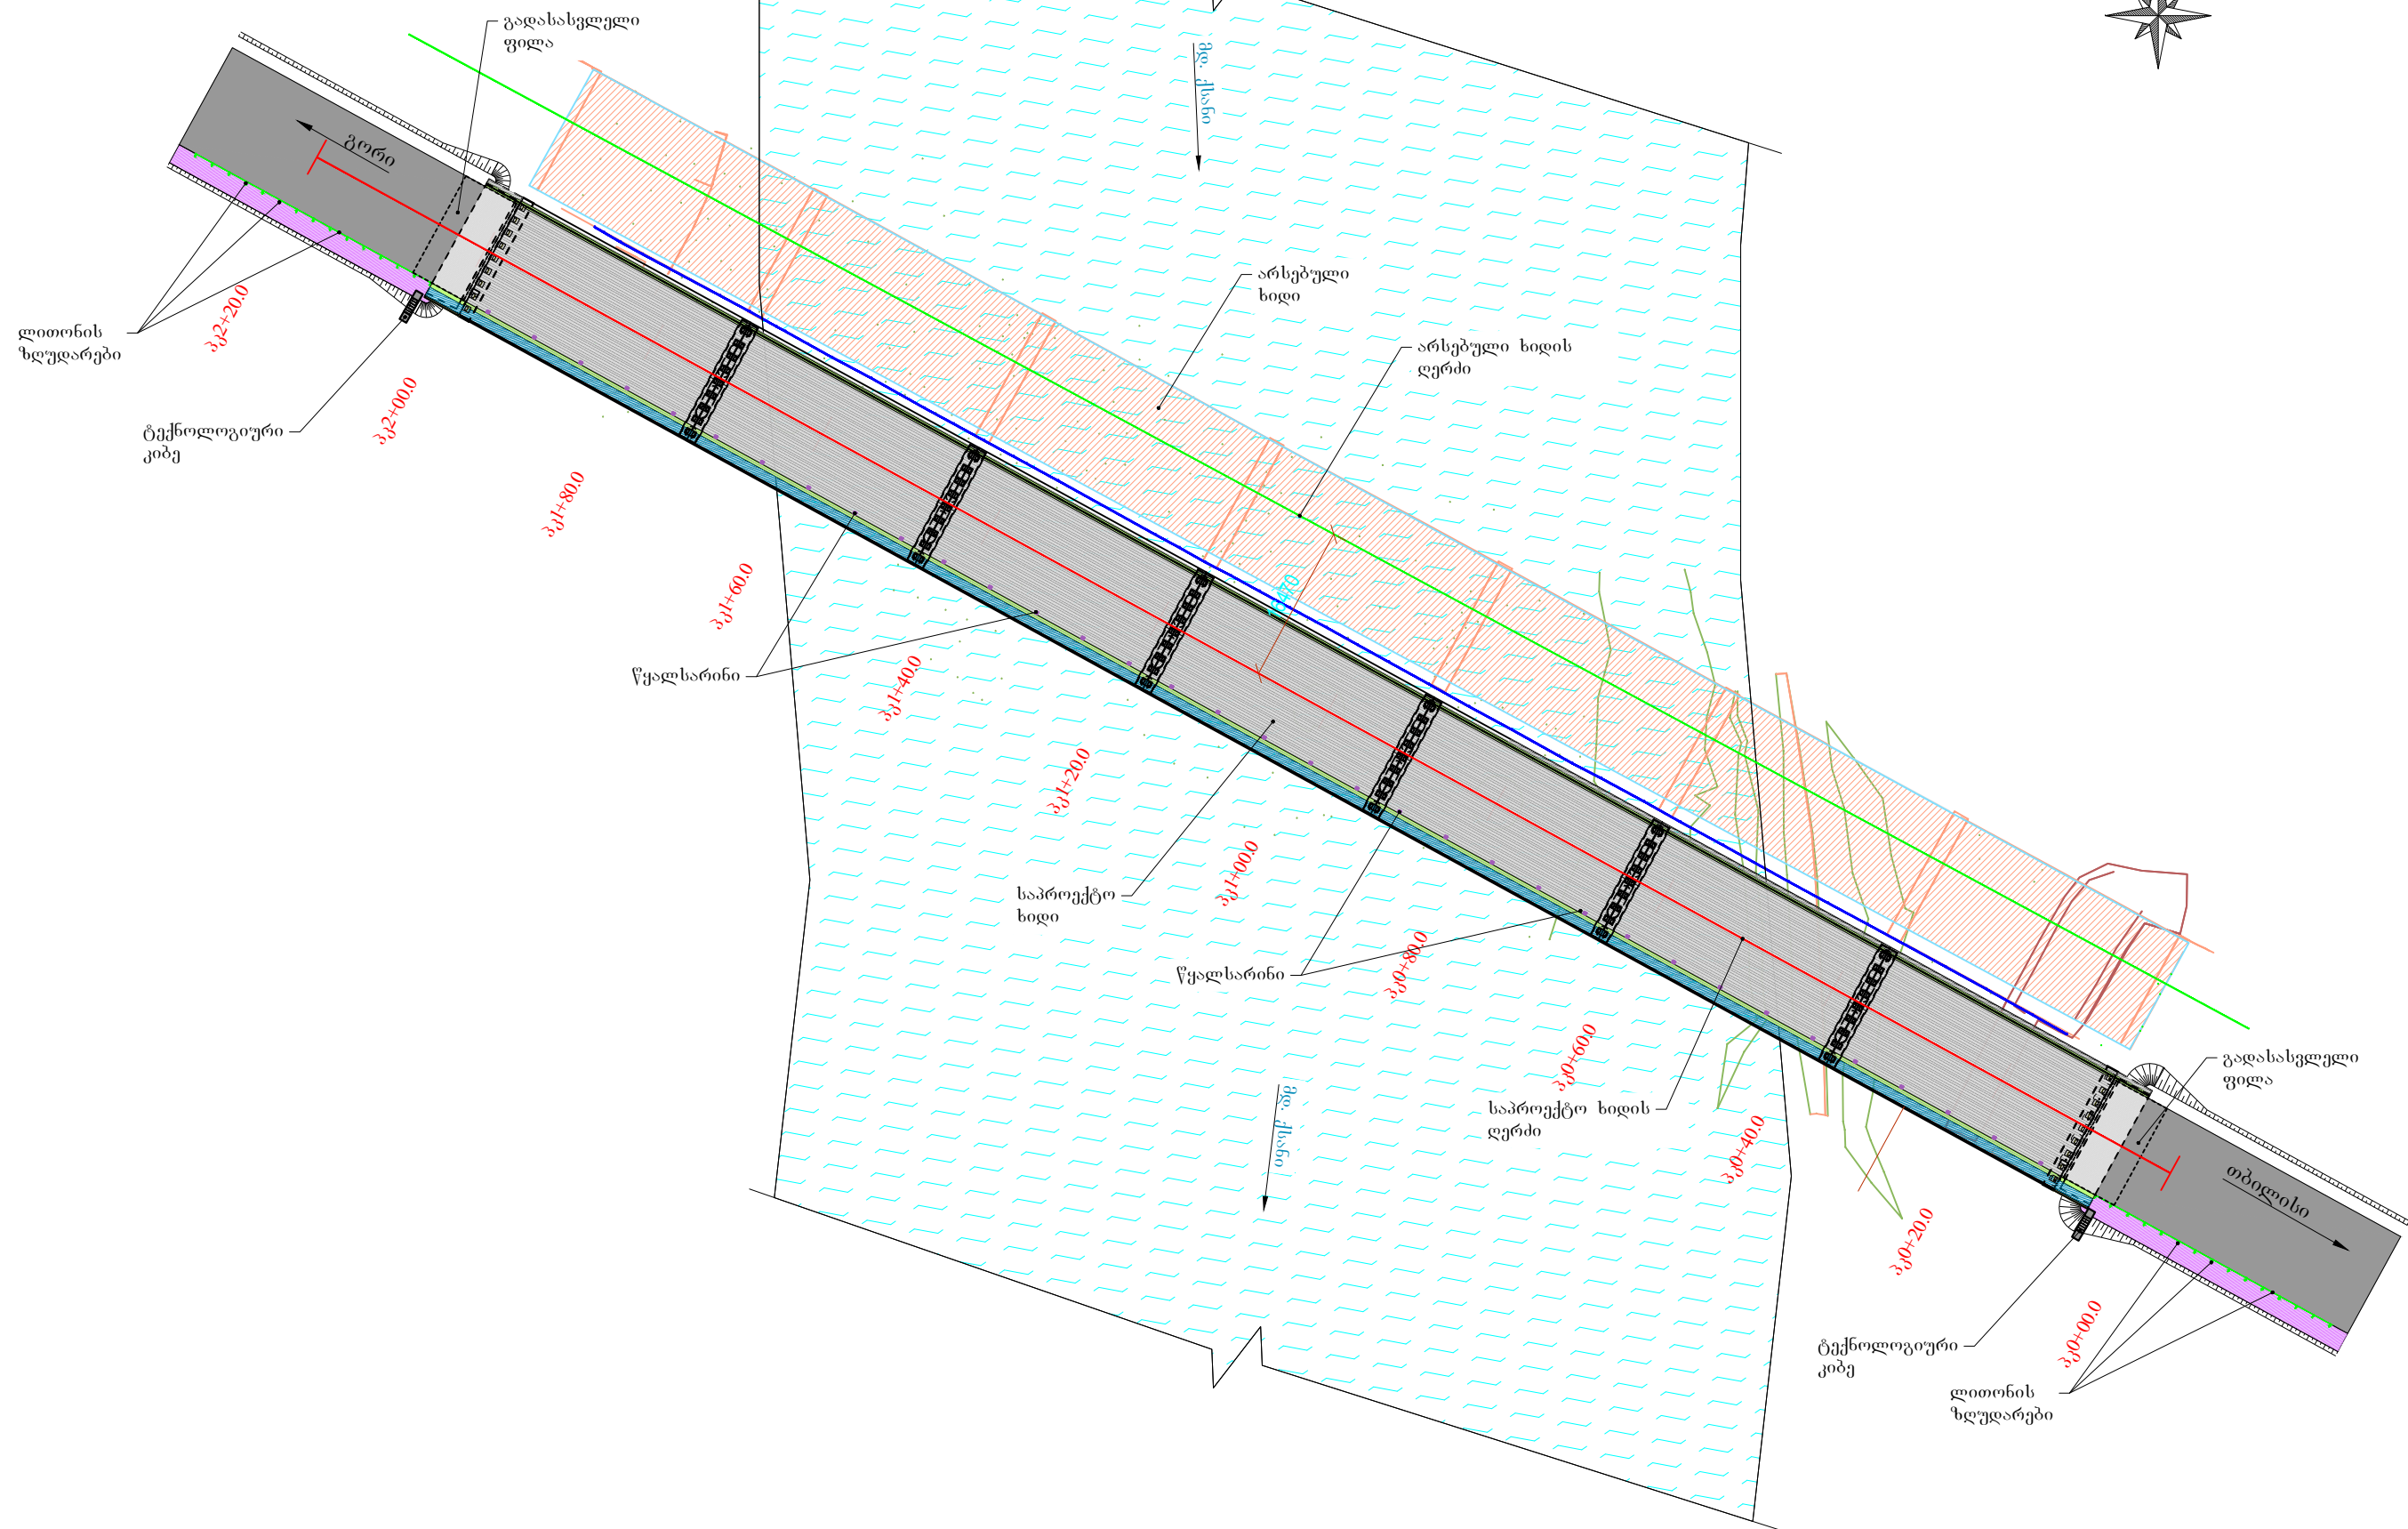 გადასასვლელი
ფილა
მდ. ქსანი
გორი
არსებული
ხიდი
ლითონის
ზღუდარები
პკ2+20.0
არსებული ხიდის
ღერძი
ტექნოლოგიური
კიბე
პკ2+00.0
პკ1+80.0
პკ1+60.0
წყალსარინი
პკ1+40.0
პკ1+20.0
საპროექტო
ხიდი
პკ1+00.0
წყალსარინი
პკ0+80.0
პკ0+60.0
საპროექტო ხიდის
ღერძი
მდ. ქსანი
პკ0+40.0
გადასასვლელი
ფილა
თბილისი
პკ0+20.0
ტექნოლოგიური
კიბე
პკ0+00.0
ლითონის
ზღუდარები